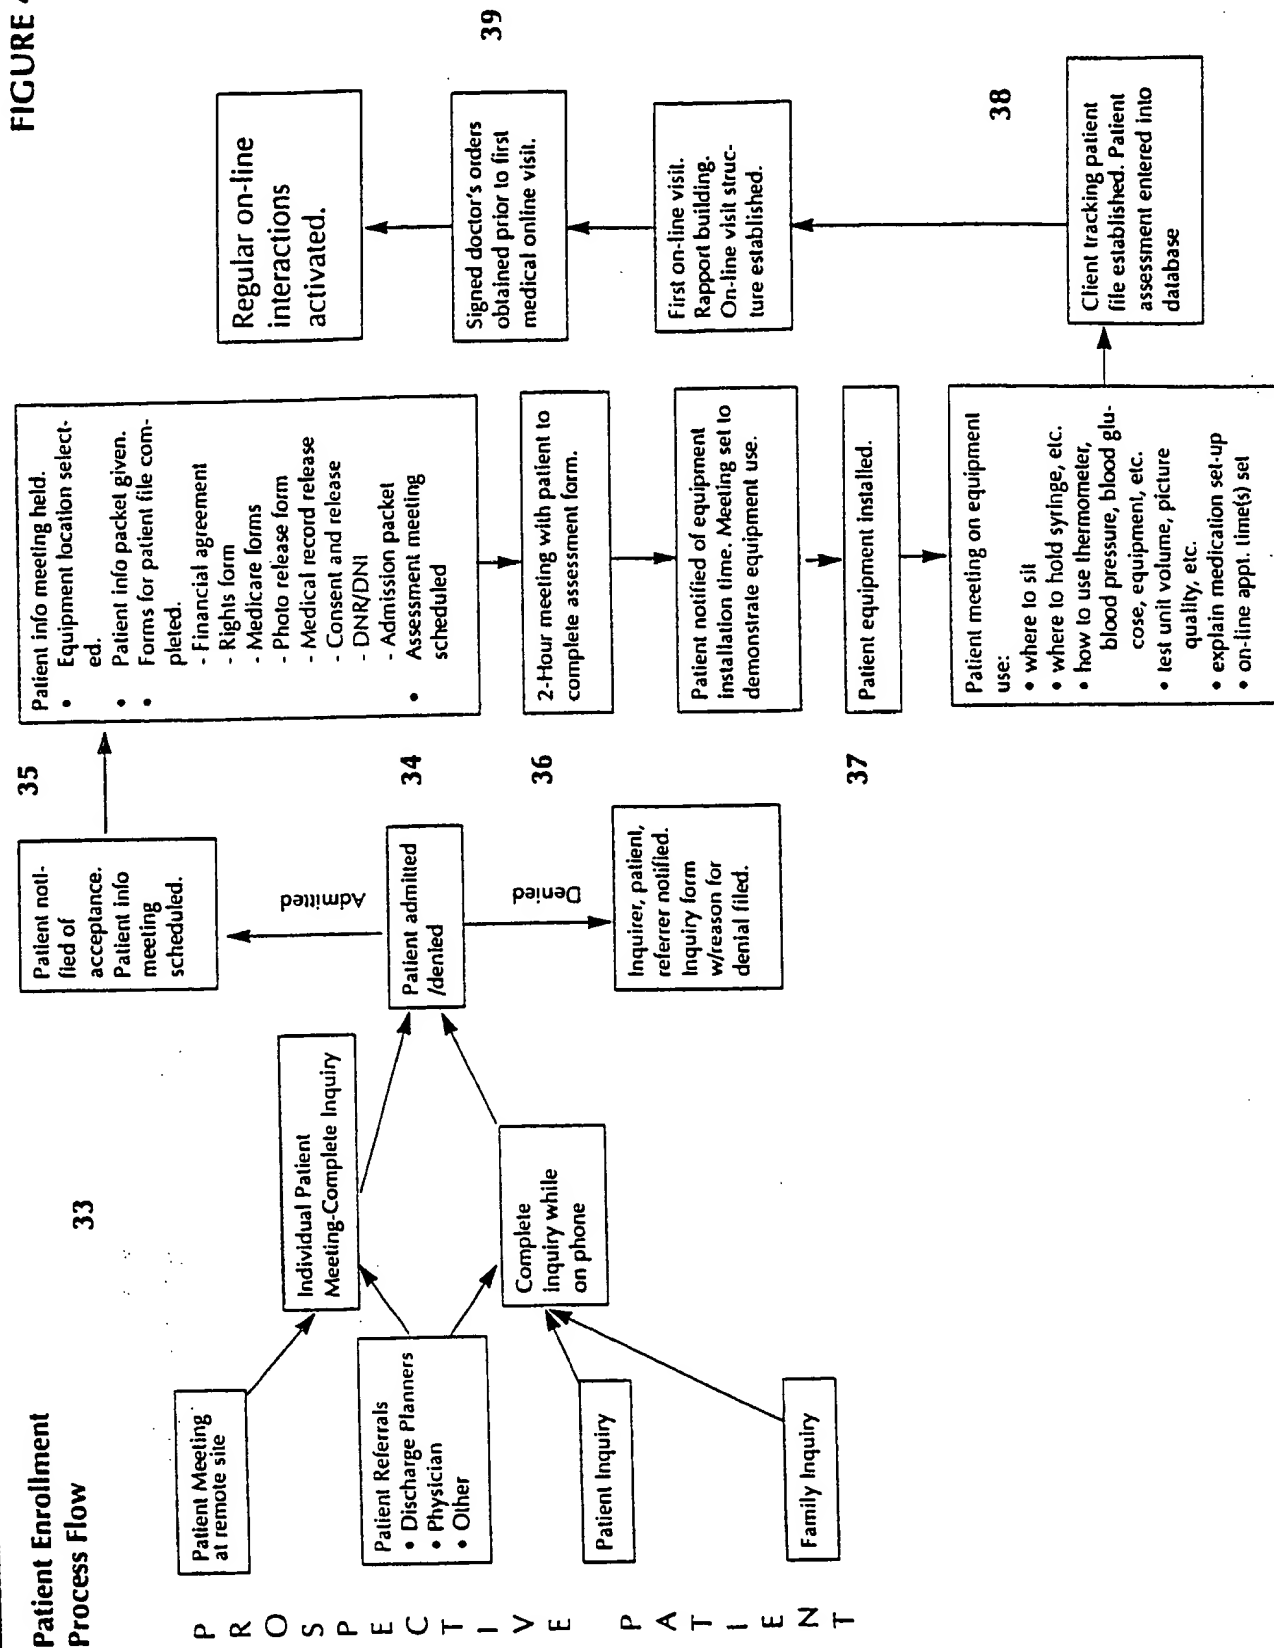 FIGURE 4
Patient Enrollment
Process Flow
33
35
34
36
37
38
39
P R O S P E C T I V E P A T I E N T
Patient Meeting
at remote site
Patient Referrals
• Discharge Planners
• Physician
• Other
Patient Inquiry
Family Inquiry
Individual Patient
Meeting-Complete Inquiry
Complete
inquiry while
on phone
Patient admitted
/denied
Admitted
Denied
Patient noti-
fied of
acceptance.
Patient info
meeting
scheduled.
Inquirer, patient,
referrer notified.
Inquiry form
w/reason for
denial filed.
Patient info meeting held.
• Equipment location select-
ed.
• Patient info packet given.
• Forms for patient file com-
pleted.
- Financial agreement
- Rights form
- Medicare forms
- Photo release form
- Medical record release
- Consent and release
- DNR/DNI
- Admission packet
• Assessment meeting
scheduled
2-Hour meeting with patient to
complete assessment form.
Patient notified of equipment
installation time. Meeting set to
demonstrate equipment use.
Patient equipment installed.
Patient meeting on equipment
use:
• where to sit
• where to hold syringe, etc.
• how to use thermometer,
blood pressure, blood glu-
cose, equipment, etc.
• test unit volume, picture
quality, etc.
• explain medication set-up
• on-line appt. time(s) set
Client tracking patient
file established. Patient
assessment entered into
database
First on-line visit.
Rapport building.
On-line visit struc-
ture established.
Signed doctor's orders
obtained prior to first
medical online visit.
Regular on-line
interactions
activated.